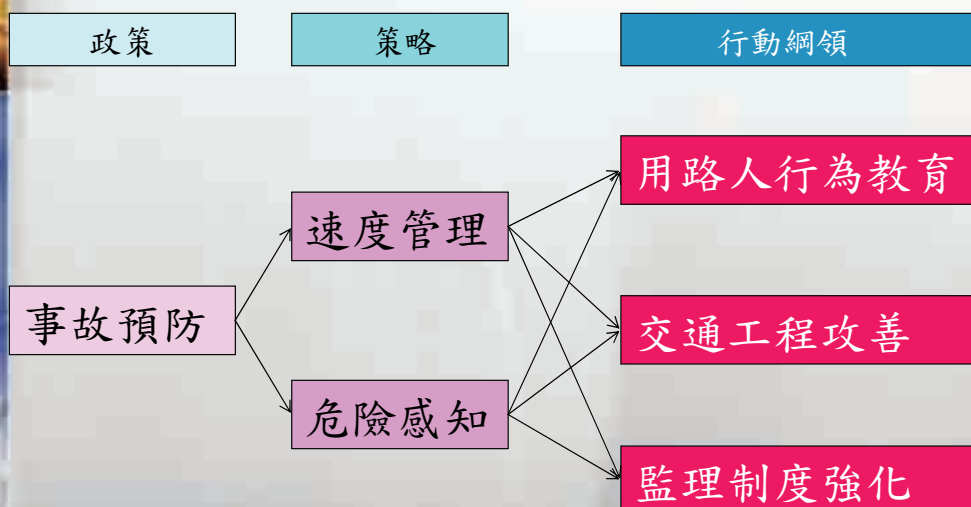 政策
策略
行動綱領
用路人行為教育
速度管理
事故預防
交通工程改善
危險感知
監理制度強化